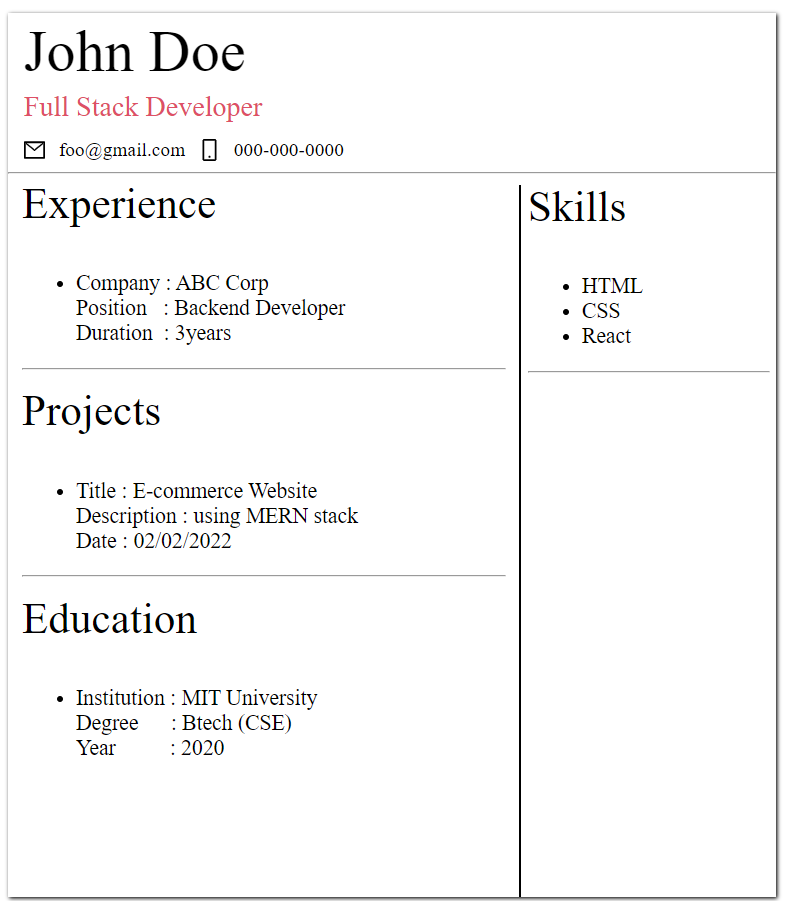 John Doe
Full Stack Developer
foo@gmail.com 000-000-0000
Experience
Company : ABC Corp
Position : Backend Developer
Duration : 3years
Projects
Title : E-commerce Website
Description : using MERN stack
Date : 02/02/2022
Education
Institution : MIT University
Degree : Btech (CSE)
Year : 2020
Skills
HTML
CSS
React